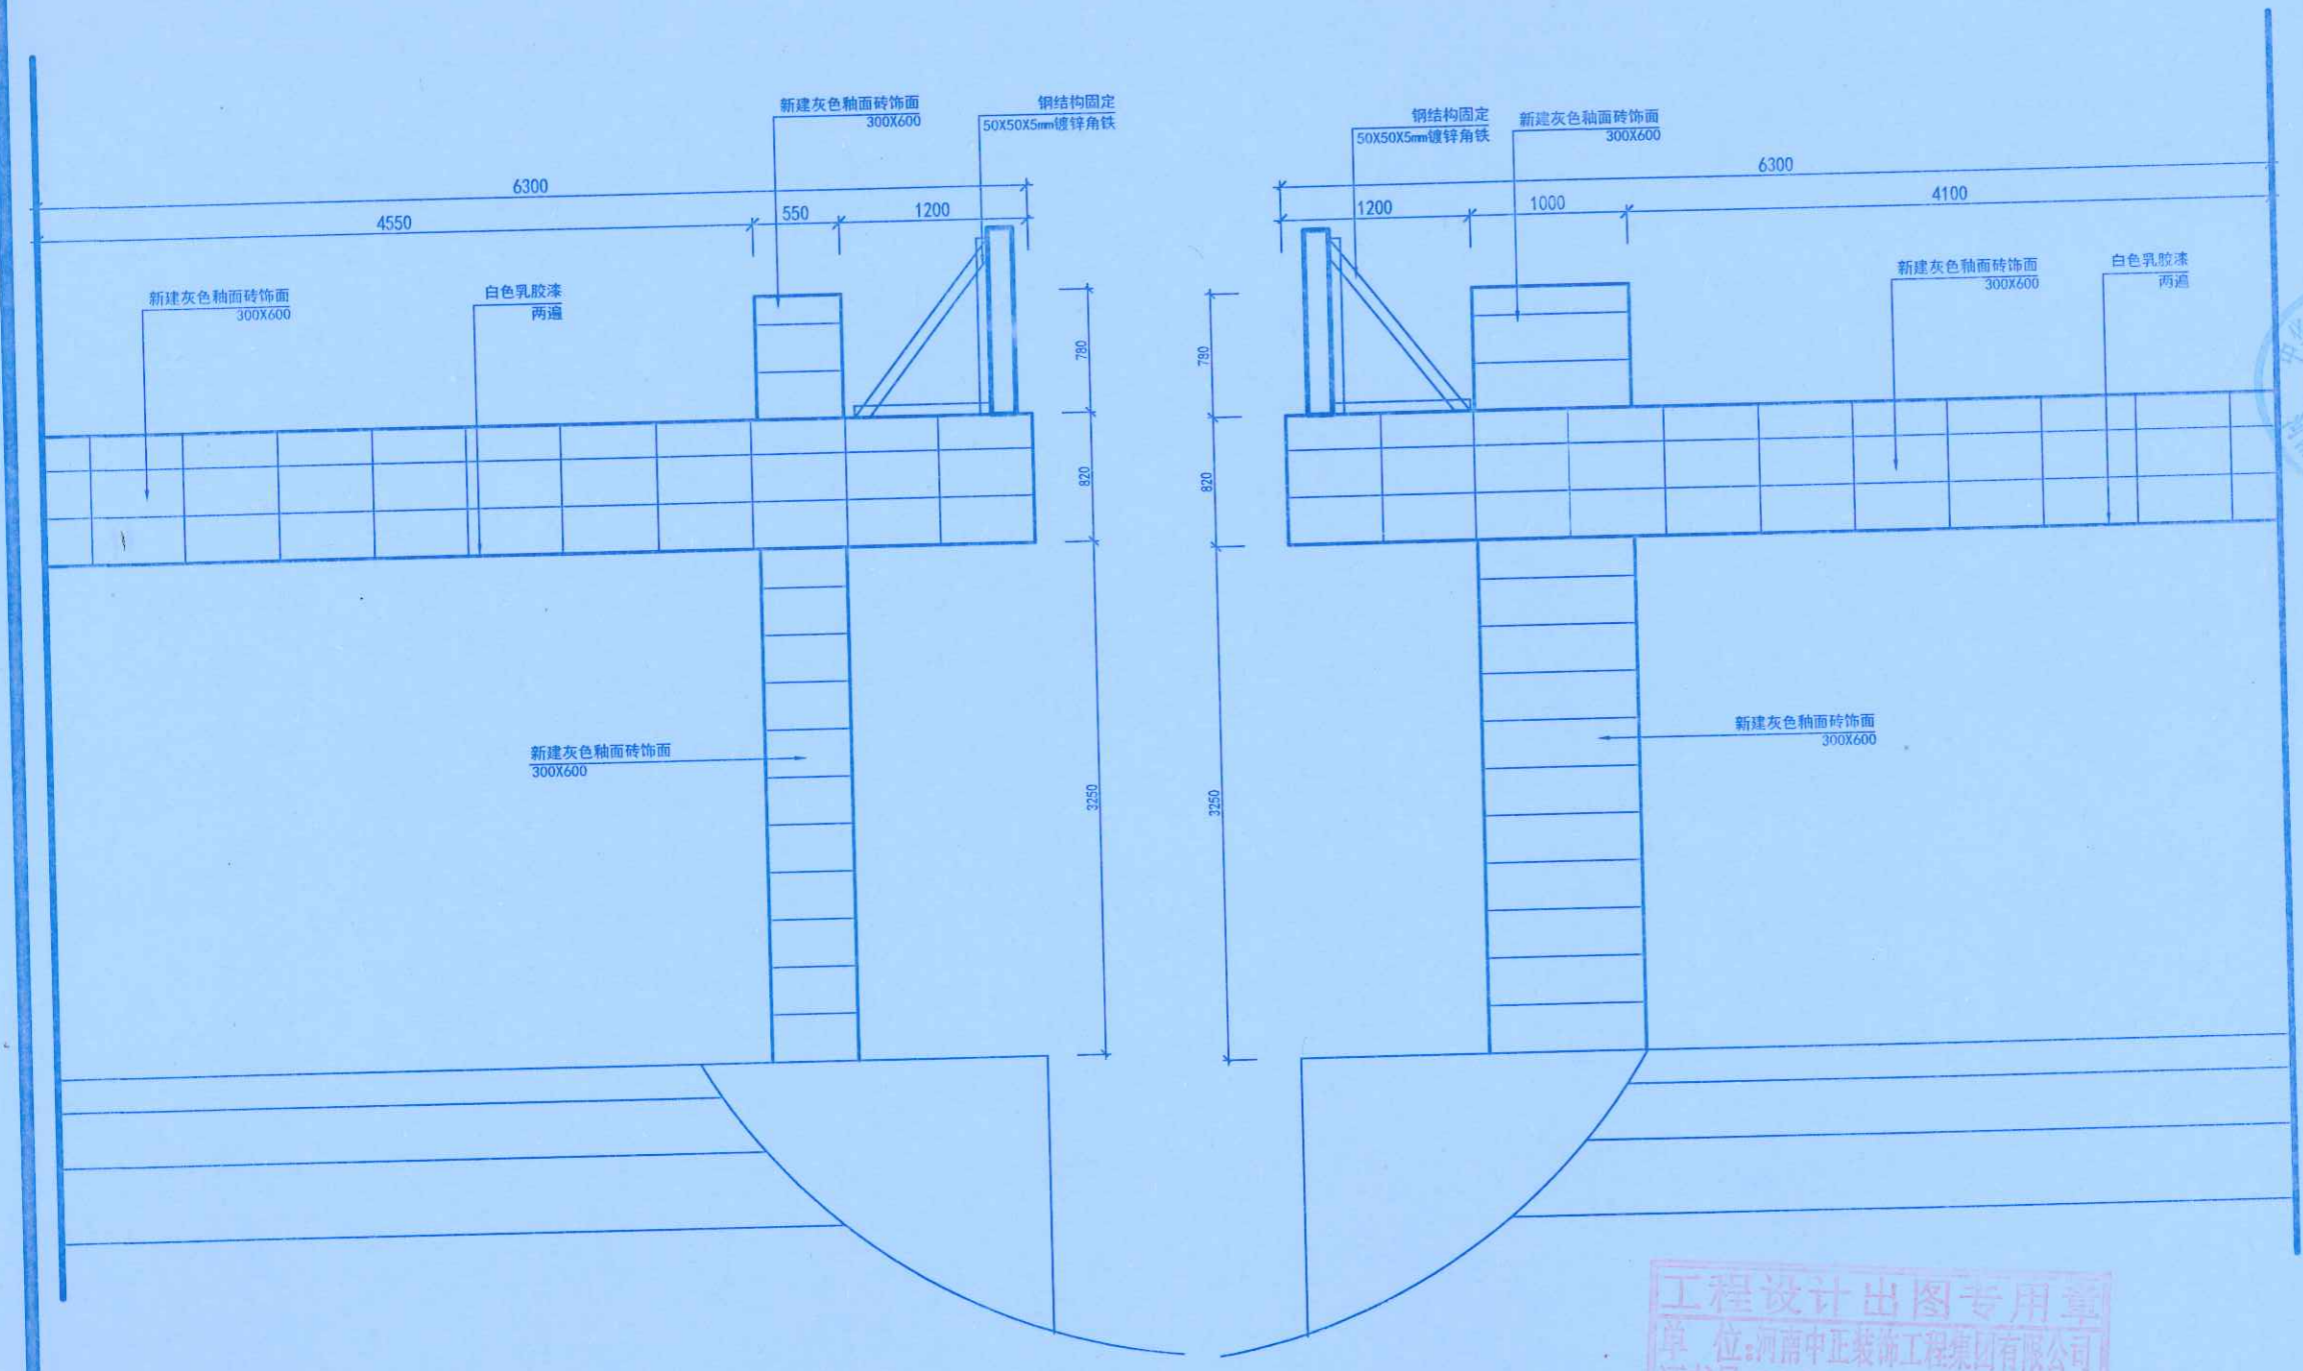 新建灰色釉面砖饰面
300X600
钢结构固定
50X50X5mm镀锌角铁
钢结构固定
50X50X5mm镀锌角铁
新建灰色釉面砖饰面
300X600
6300
4550
550
1200
6300
1200
1000
4100
新建灰色釉面砖饰面
300X600
白色乳胶漆
两遍
新建灰色釉面砖饰面
300X600
白色乳胶漆
两遍
780
820
3250
780
820
3250
新建灰色釉面砖饰面
300X600
新建灰色釉面砖饰面
300X600
工程设计出图专用章
单 位:河南中正装饰工程集团有限公司